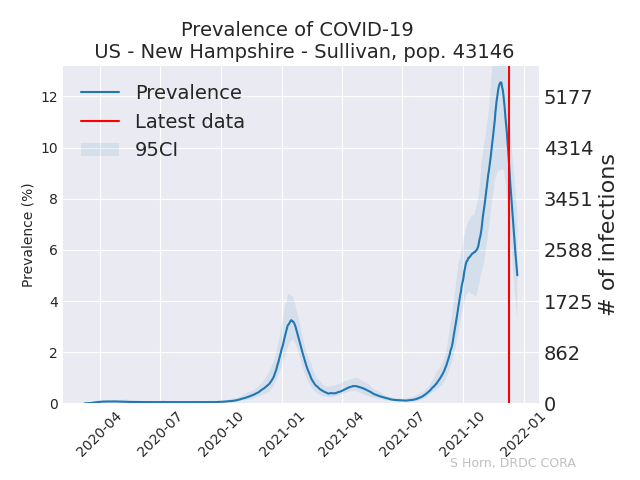 Prevalence of COVID-19
US - New Hampshire - Sullivan, pop. 43146
Prevalence
Latest data
95CI
Prevalence (%)
12
10
8
6
4
2
0
5177
4314
3451
2588
1725
862
0
# of infections
2020-04
2020-07
2020-10
2021-01
2021-04
2021-07
2021-10
2022-01
S Horn, DRDC CORA